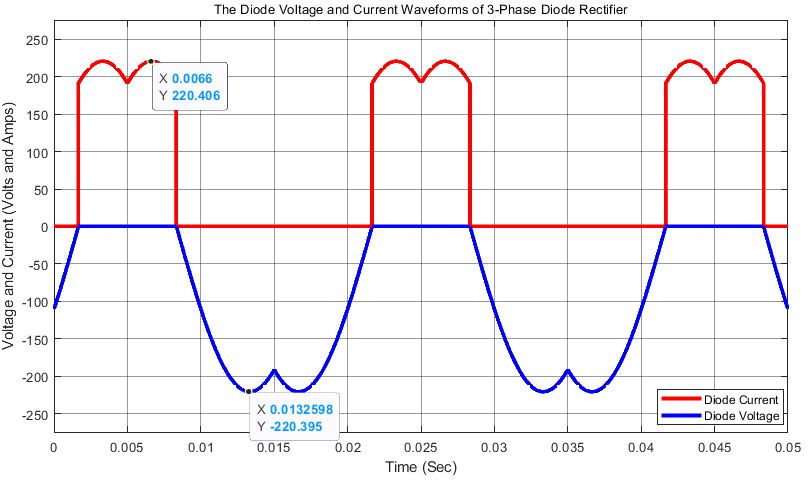 The Diode Voltage and Current Waveforms of 3-Phase Diode Rectifier
250
200
150
100
50
0
-50
-100
-150
-200
-250
Voltage and Current (Volts and Amps)
X 0.0066
Y 220.406
X 0.0132598
Y -220.395
Diode Current
Diode Voltage
0 0.005 0.01 0.015 0.02 0.025 0.03 0.035 0.04 0.045 0.05
Time (Sec)